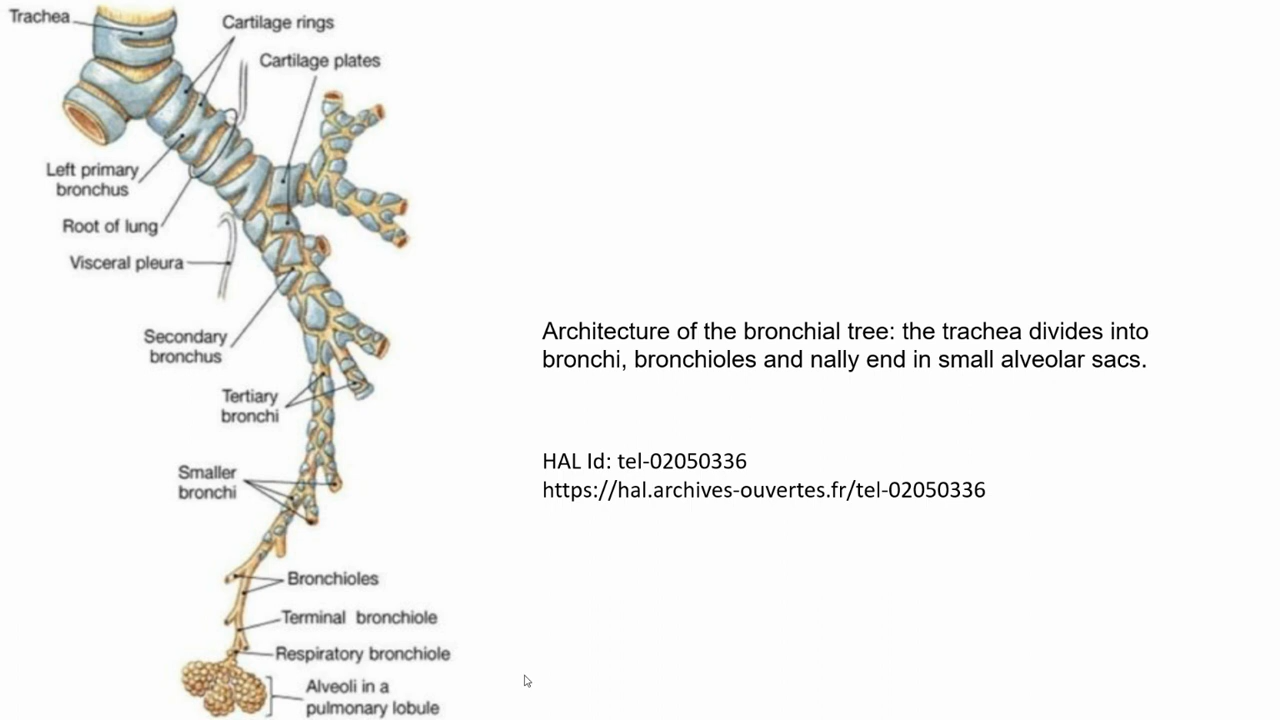 Trachea
Cartilage rings
Cartilage plates
Left primary
bronchus
Root of lung
Visceral pleura
Secondary
bronchus
Tertiary
bronchi
Smaller
bronchi
Bronchioles
Terminal bronchiole
Respiratory bronchiole
Alveoli in a
pulmonary lobule
Architecture of the bronchial tree: the trachea divides into
bronchi, bronchioles and nally end in small alveolar sacs.
HAL Id: tel-02050336
https://hal.archives-ouvertes.fr/tel-02050336